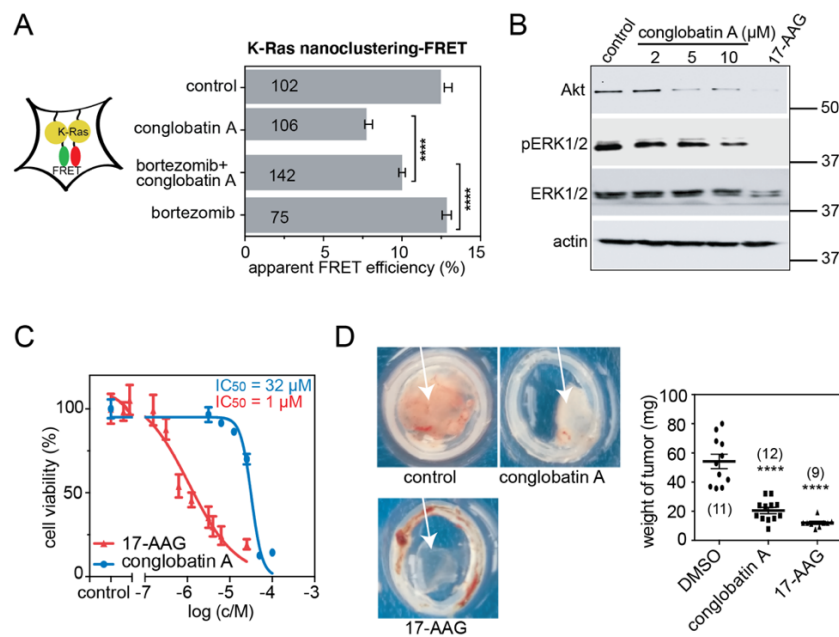 A
K-Ras nanoclustering-FRET
K-Ras
FRET
control
conglobatin A
bortezomib+
conglobatin A
bortezomib
102
106
142
75
****
****
0
5
10
15
apparent FRET efficiency (%)
B
control
conglobatin A (μM)
2 5 10
17-AAG
Akt
pERK1/2
ERK1/2
actin
50
37
37
37
C
IC50 = 32 μM
IC50 = 1 μM
cell viability (%)
100
50
0
17-AAG
conglobatin A
control
-7 -6 -5 -4 -3
log (c/M)
D
control
conglobatin A
17-AAG
weight of tumor (mg)
100
80
60
40
20
0
(11)
(12)
****
(9)
****
DMSO
conglobatin A
17-AAG